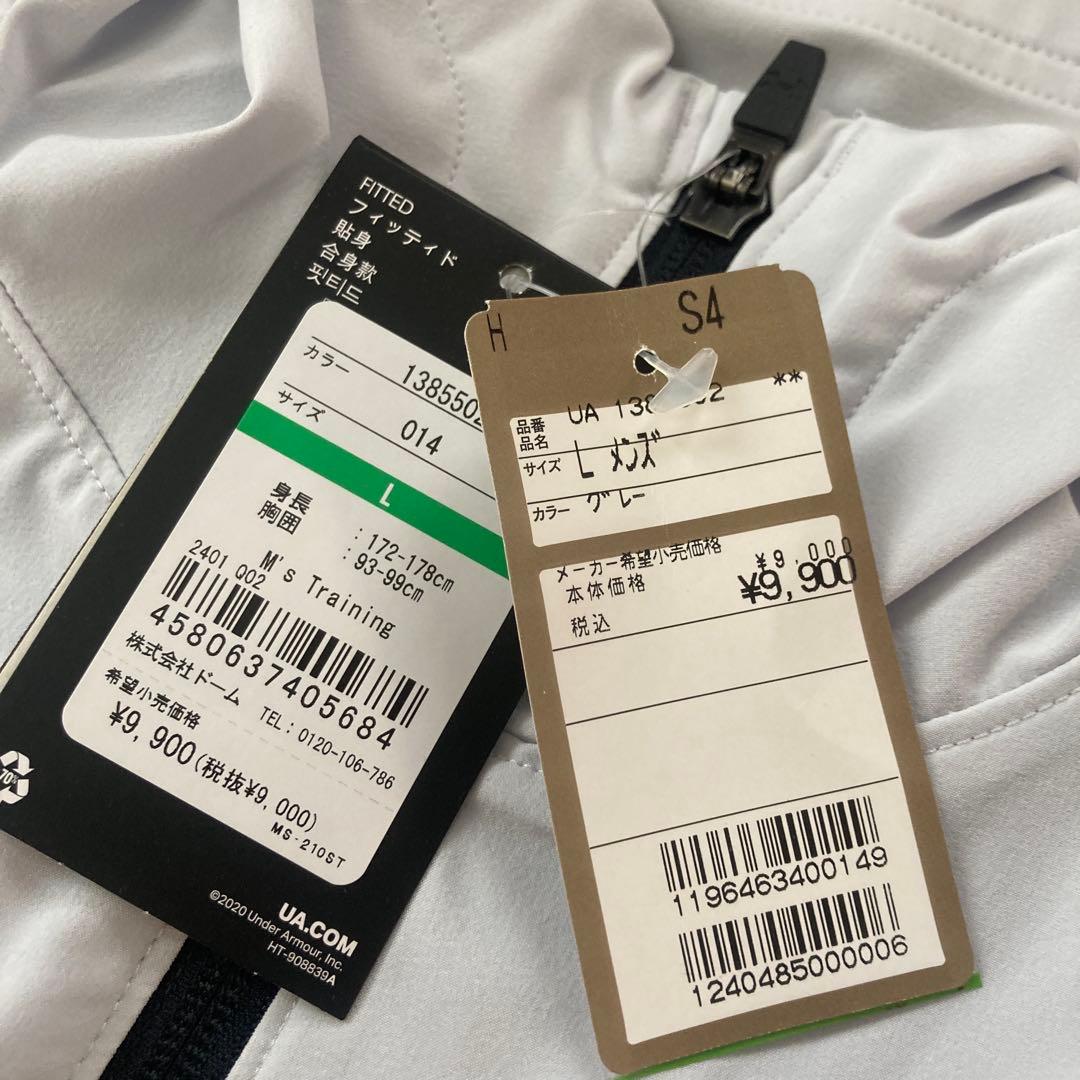 FITTED
フィッティド
貼身
合身款
핏티드
1385502
カラー
014
サイズ
L
身長 : 172-178cm
胸囲 : 93-99cm
2401 002 M's Training
4580637405684
株式会社ドーム TEL : 0120-106-786
希望小売価格
¥9,900(税抜¥9,000)
MS-210ST
70%
UA.COM
©2020 Under Armour, Inc.
HT-908839A
H S4
**
品番 UA 138 02
品名
サイズ L メンズ
カラー グレー
メーカー希望小売価格
本体価格 ¥9,000
税込 ¥9,900
1196463400149
1240485000006